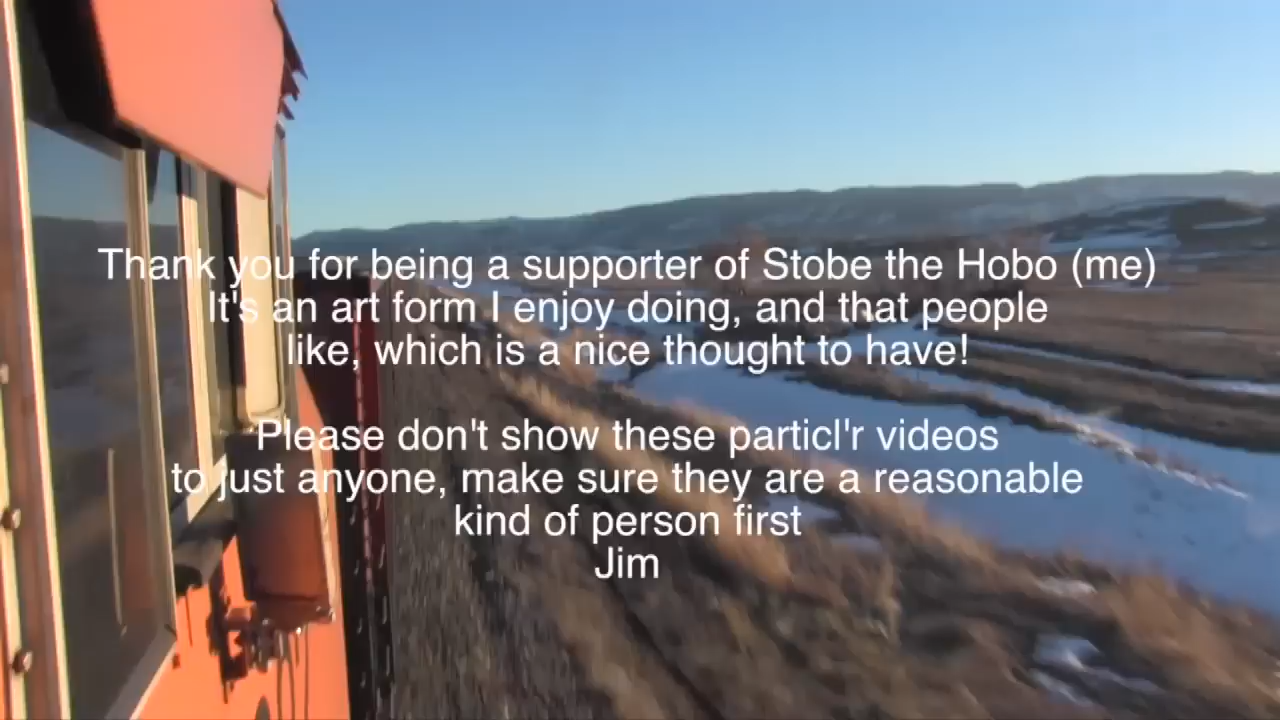 Thank you for being a supporter of Stobe the Hobo (me)
It's an art form I enjoy doing, and that people
like, which is a nice thought to have!
Please don't show these particl'r videos
to just anyone, make sure they are a reasonable
kind of person first
Jim